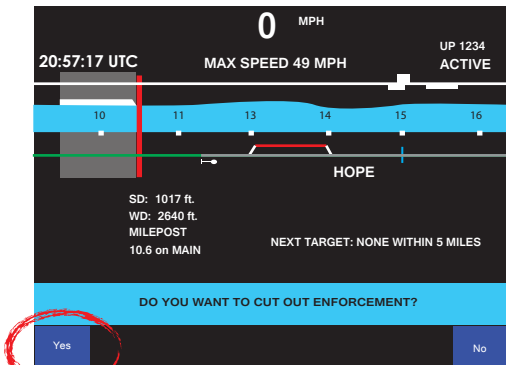 0 MPH
20:57:17 UTC
MAX SPEED 49 MPH
UP 1234
ACTIVE
10 11 13 14 15 16
HOPE
SD: 1017 ft.
WD: 2640 ft.
MILEPOST
10.6 on MAIN
NEXT TARGET: NONE WITHIN 5 MILES
DO YOU WANT TO CUT OUT ENFORCEMENT?
Yes No